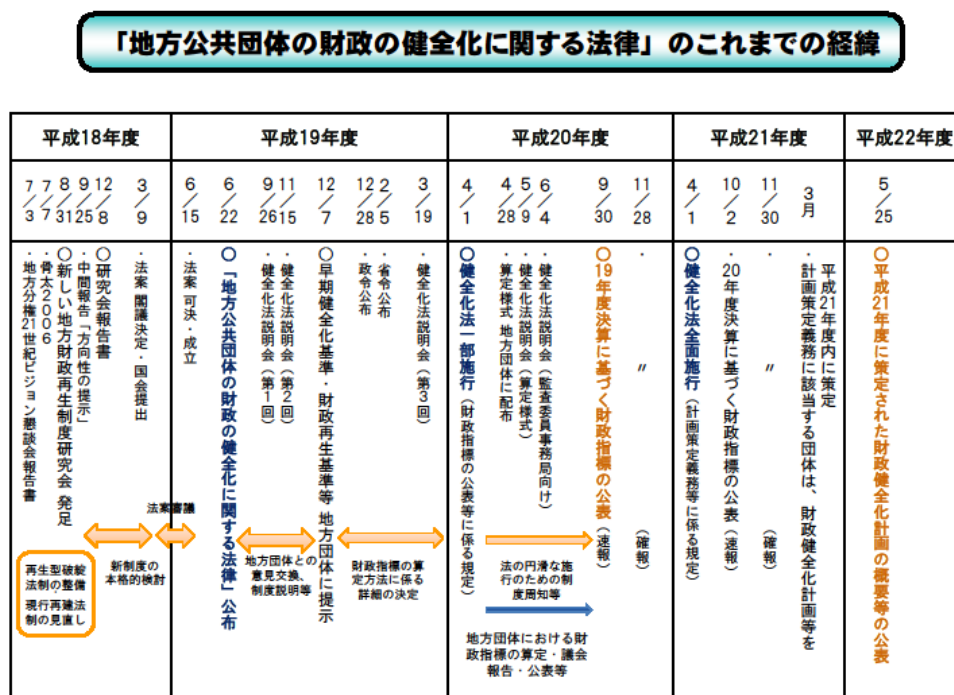 「地方公共団体の財政の健全化に関する法律」のこれまでの経緯
平成18年度
7/3
・地方分権21世紀ビジョン懇談会報告書
7/7
・骨太2006
8/31
〇新しい地方財政再生制度研究会 発足
9/25
・中間報告「方向性の提示」
12/8
〇研究会報告書
3/9
・法案 閣議決定・国会提出
再生型破綻
法制の整備・
現行再建法
制の見直し
新制度の
本格的検討
法案審議
平成19年度
6/15
・法案 可決・成立
6/22
〇「地方公共団体の財政の健全化に関する法律」公布
9/26
・健全化法説明会（第1回）
11/15
・健全化法説明会（第2回）
12/7
〇早期健全化基準・財政再生基準等 地方団体に提示
12/28
・政令公布
2/5
・省令公布
3/19
・健全化法説明会（第3回）
地方団体との
意見交換、
制度説明等
財政指標の算
定方法に係る
詳細の決定
平成20年度
4/1
〇健全化法一部施行（財政指標の公表等に係る規定）
4/28
・算定様式 地方団体に配布
5/9
・健全化法説明会（算定様式）
6/4
・健全化法説明会（監査委員事務局向け）
9/30
〇19年度決算に基づく財政指標の公表（速報）
11/28
・ 〃 （確報）
法の円滑な施
行のための制
度周知等
地方団体における財
政指標の算定・議会
報告・公表等
平成21年度
4/1
〇健全化法全面施行（計画策定義務等に係る規定）
10/2
・20年度決算に基づく財政指標の公表（速報）
11/30
・ 〃 （確報）
3月
・計画策定義務に該当する団体は、財政健全化計画等を
平成21年度内に策定
平成22年度
5/25
〇平成21年度に策定された財政健全化計画の概要等の公表